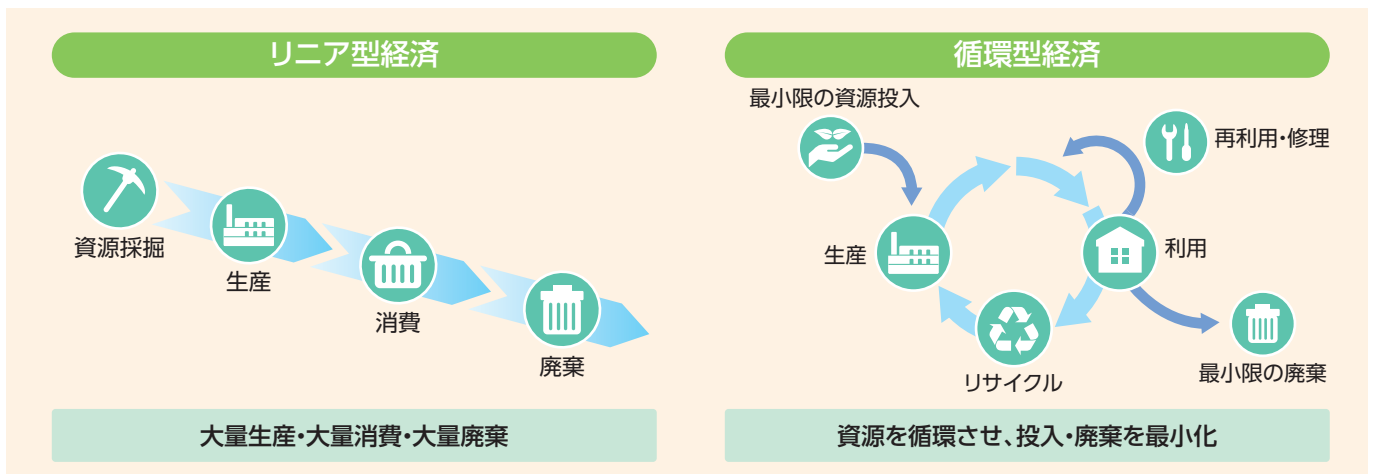 リニア型経済
資源採掘
生産
消費
廃棄
大量生産・大量消費・大量廃棄
循環型経済
最小限の資源投入
再利用・修理
生産
利用
リサイクル
最小限の廃棄
資源を循環させ、投入・廃棄を最小化